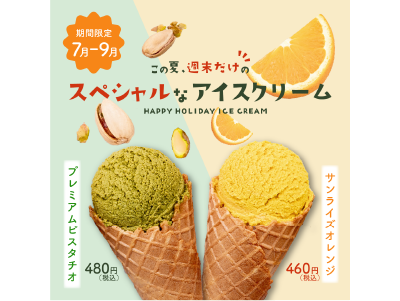 期間限定
7月-9月
この夏、週末だけの
スペシャルなアイスクリーム
HAPPY HOLIDAY ICE CREAM
プレミアムピスタチオ
480円
(税込)
サンライズオレンジ
460円
(税込)